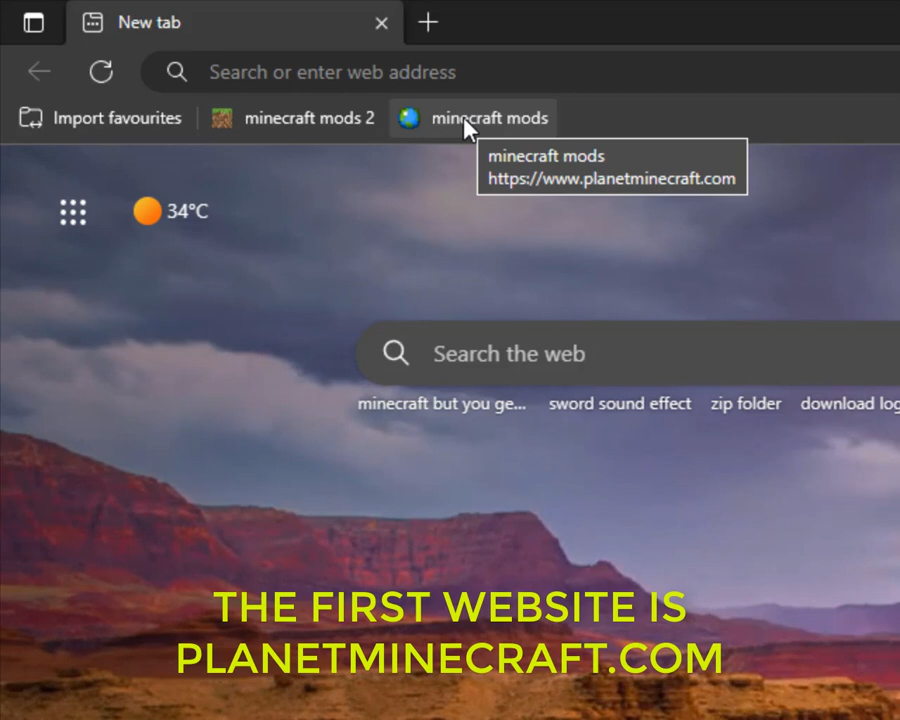 New tab
Search or enter web address
Import favourites
minecraft mods 2
minecraft mods
minecraft mods
https://www.planetminecraft.com
34°C
Search the web
minecraft but you ge...
sword sound effect
zip folder
download log
THE FIRST WEBSITE IS
PLANETMINECRAFT.COM